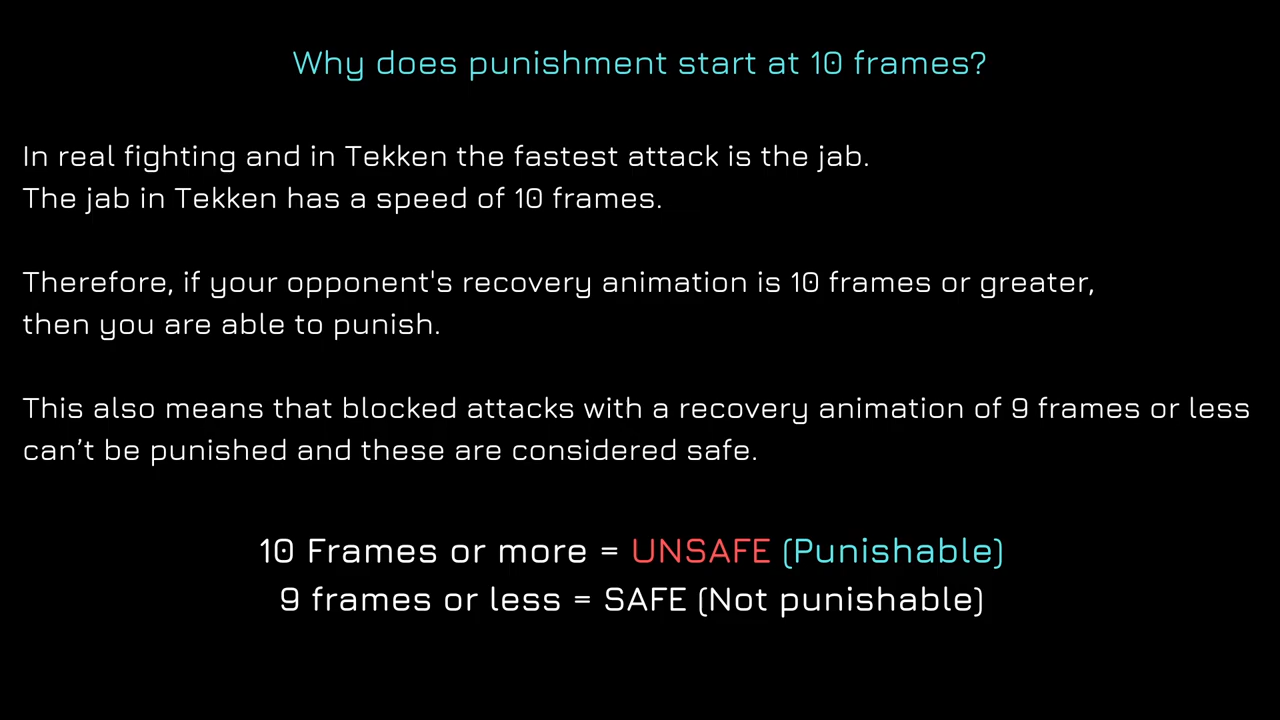 Why does punishment start at 10 frames?
In real fighting and in Tekken the fastest attack is the jab.
The jab in Tekken has a speed of 10 frames.
Therefore, if your opponent's recovery animation is 10 frames or greater,
then you are able to punish.
This also means that blocked attacks with a recovery animation of 9 frames or less
can’t be punished and these are considered safe.
10 Frames or more = UNSAFE (Punishable)
9 frames or less = SAFE (Not punishable)